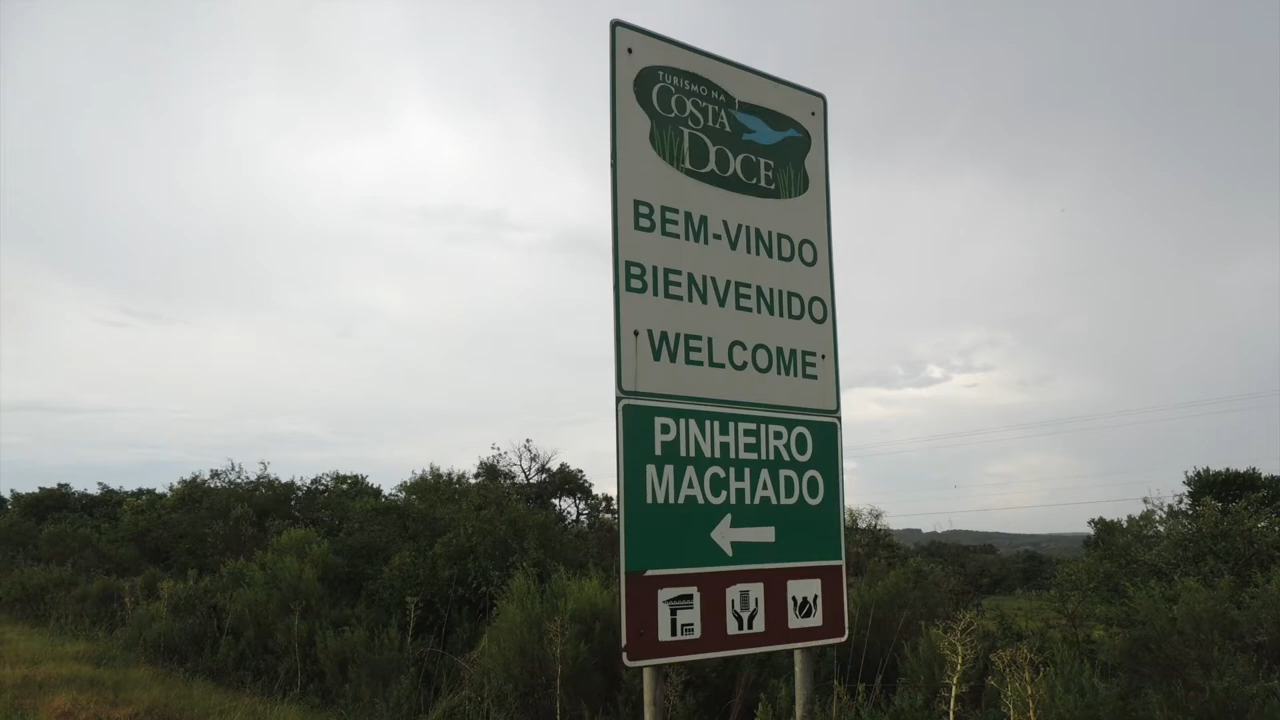 TURISMO NA
COSTA
DOCE
BEM-VINDO
BIENVENIDO
WELCOME
PINHEIRO
MACHADO